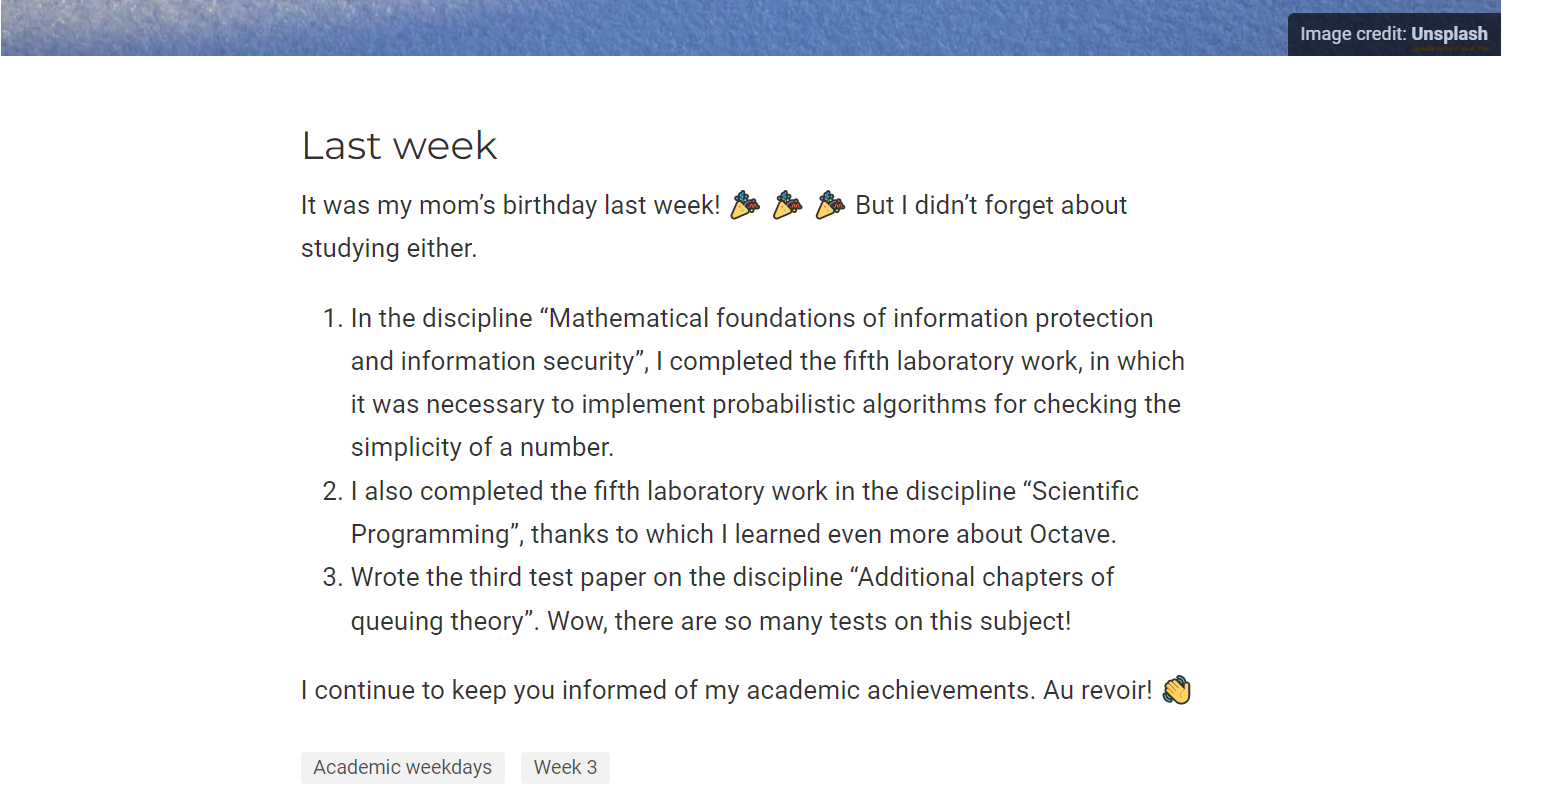 Image credit: Unsplash
Last week
It was my mom’s birthday last week! 🎉 🎉 🎉 But I didn’t forget about
studying either.
1. In the discipline “Mathematical foundations of information protection
and information security”, I completed the fifth laboratory work, in which
it was necessary to implement probabilistic algorithms for checking the
simplicity of a number.
2. I also completed the fifth laboratory work in the discipline “Scientific
Programming”, thanks to which I learned even more about Octave.
3. Wrote the third test paper on the discipline “Additional chapters of
queuing theory”. Wow, there are so many tests on this subject!
I continue to keep you informed of my academic achievements. Au revoir! 👋
Academic weekdays Week 3